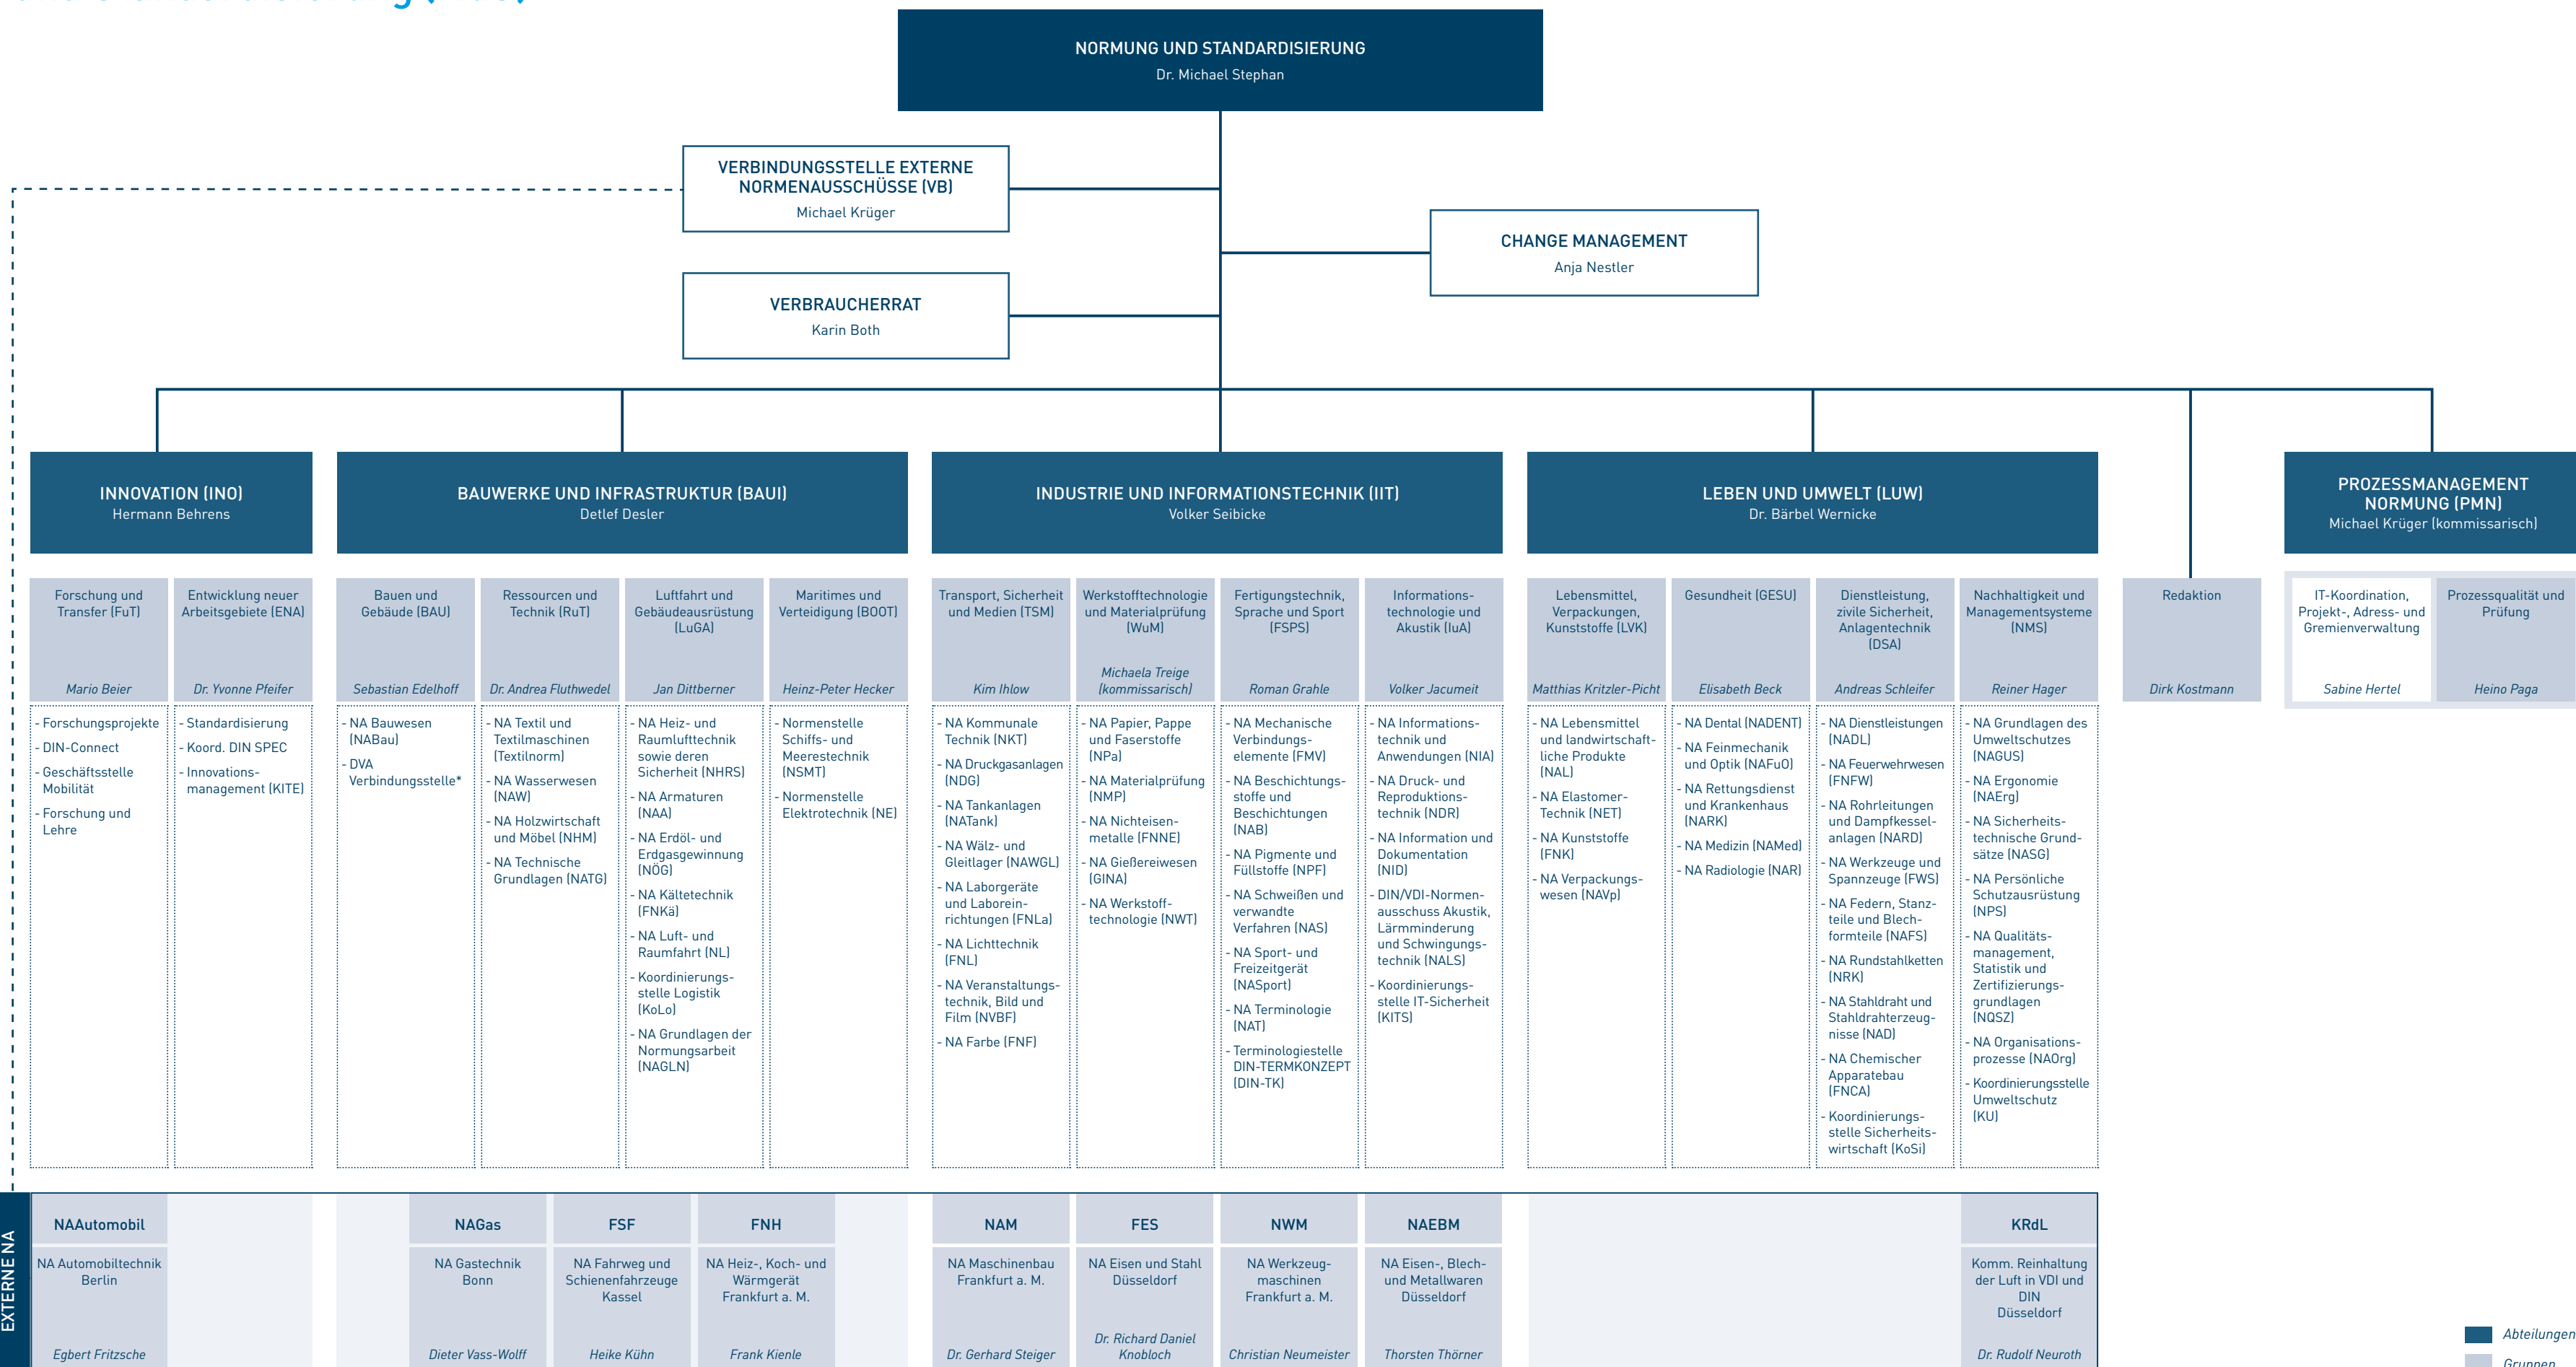 NORMUNG UND STANDARDISIERUNG
Dr. Michael Stephan
VERBINDUNGSSTELLE EXTERNE
NORMENAUSSCHÜSSE (VB)
Michael Krüger
CHANGE MANAGEMENT
Anja Nestler
VERBRAUCHERRAT
Karin Both
INNOVATION (INO)
Hermann Behrens
BAUWERKE UND INFRASTRUKTUR (BAUI)
Detlef Desler
INDUSTRIE UND INFORMATIONSTECHNIK (IIT)
Volker Seibicke
LEBEN UND UMWELT (LUW)
Dr. Bärbel Wernicke
PROZESSMANAGEMENT
NORMUNG (PMN)
Michael Krüger (kommissarisch)
Forschung und
Transfer (FuT)
Mario Beier
- Forschungsprojekte
- DIN-Connect
- Geschäftsstelle
Mobilität
- Forschung und
Lehre
Entwicklung neuer
Arbeitsgebiete (ENA)
Dr. Yvonne Pfeifer
- Standardisierung
- Koord. DIN SPEC
- Innovations-
management (KITE)
Bauen und
Gebäude (BAU)
Sebastian Edelhoff
- NA Bauwesen
(NABau)
- DVA
Verbindungsstelle*
Ressourcen und
Technik (RuT)
Dr. Andrea Fluthwedel
- NA Textil und
Textilmaschinen
(Textilnorm)
- NA Wasserwesen
(NAW)
- NA Holzwirtschaft
und Möbel (NHM)
- NA Technische
Grundlagen (NATG)
Luftfahrt und
Gebäudeausrüstung
(LuGA)
Jan Dittberner
- NA Heiz- und
Raumlufttechnik
sowie deren
Sicherheit (NHRS)
- NA Armaturen
(NAA)
- NA Erdöl- und
Erdgasgewinnung
(NÖG)
- NA Kältetechnik
(FNKä)
- NA Luft- und
Raumfahrt (NL)
- Koordinierungs-
stelle Logistik
(KoLo)
- NA Grundlagen der
Normungsarbeit
(NAGLN)
Maritimes und
Verteidigung (BOOT)
Heinz-Peter Hecker
- Normenstelle
Schiffs- und
Meerestechnik
(NSMT)
- Normenstelle
Elektrotechnik (NE)
Transport, Sicherheit
und Medien (TSM)
Kim Ihlow
- NA Kommunale
Technik (NKT)
- NA Druckgasanlagen
(NDG)
- NA Tankanlagen
(NATank)
- NA Wälz- und
Gleitlager (NAWGL)
- NA Laborgeräte
und Laborein-
richtungen (FNLa)
- NA Lichttechnik
(FNL)
- NA Veranstaltungs-
technik, Bild und
Film (NVBF)
- NA Farbe (FNF)
Werkstofftechnologie
und Materialprüfung
(WuM)
Michaela Treige
(kommissarisch)
- NA Papier, Pappe
und Faserstoffe
(NPa)
- NA Materialprüfung
(NMP)
- NA Nichteisen-
metalle (FNNE)
- NA Gießereiwesen
(GINA)
- NA Werkstoff-
technologie (NWT)
Fertigungstechnik,
Sprache und Sport
(FSPS)
Roman Grahle
- NA Mechanische
Verbindungs-
elemente (FMV)
- NA Beschichtungs-
stoffe und
Beschichtungen
(NAB)
- NA Pigmente und
Füllstoffe (NPF)
- NA Schweißen und
verwandte
Verfahren (NAS)
- NA Sport- und
Freizeitgerät
(NASport)
- NA Terminologie
(NAT)
- Terminologiestelle
DIN-TERMKONZEPT
(DIN-TK)
Informations-
technologie und
Akustik (IuA)
Volker Jacumeit
- NA Informations-
technik und
Anwendungen (NIA)
- NA Druck- und
Reproduktions-
technik (NDR)
- NA Information und
Dokumentation
(NID)
- DIN/VDI-Normen-
ausschuss Akustik,
Lärmminderung
und Schwingungs-
technik (NALS)
- Koordinierungs-
stelle IT-Sicherheit
(KITS)
Lebensmittel,
Verpackungen,
Kunststoffe (LVK)
Matthias Kritzler-Picht
- NA Lebensmittel
und landwirtschaft-
liche Produkte
(NAL)
- NA Elastomer-
Technik (NET)
- NA Kunststoffe
(FNK)
- NA Verpackungs-
wesen (NAVp)
Gesundheit (GESU)
Elisabeth Beck
- NA Dental (NADENT)
- NA Feinmechanik
und Optik (NAFuO)
- NA Rettungsdienst
und Krankenhaus
(NARK)
- NA Medizin (NAMed)
- NA Radiologie (NAR)
Dienstleistung,
zivile Sicherheit,
Anlagentechnik
(DSA)
Andreas Schleifer
- NA Dienstleistungen
(NADL)
- NA Feuerwehrwesen
(FNFW)
- NA Rohrleitungen
und Dampfkessel-
anlagen (NARD)
- NA Werkzeuge und
Spannzeuge (FWS)
- NA Federn, Stanz-
teile und Blech-
formteile (NAFS)
- NA Rundstahlketten
(NRK)
- NA Stahldraht und
Stahldrahterzeug-
nisse (NAD)
- NA Chemischer
Apparatebau
(FNCA)
- Koordinierungs-
stelle Sicherheits-
wirtschaft (KoSi)
Nachhaltigkeit und
Managementsysteme
(NMS)
Reiner Hager
- NA Grundlagen des
Umweltschutzes
(NAGUS)
- NA Ergonomie
(NAErg)
- NA Sicherheits-
technische Grund-
sätze (NASG)
- NA Persönliche
Schutzausrüstung
(NPS)
- NA Qualitäts-
management,
Statistik und
Zertifizierungs-
grundlagen
(NQSZ)
- NA Organisations-
prozesse (NAOrg)
- Koordinierungsstelle
Umweltschutz
(KU)
Redaktion
Dirk Kostmann
IT-Koordination,
Projekt-, Adress- und
Gremienverwaltung
Sabine Hertel
Prozessqualität und
Prüfung
Heino Paga
EXTERNE NA
NAAutomobil
NA Automobiltechnik
Berlin
Egbert Fritzsche
NAGas
NA Gastechnik
Bonn
Dieter Vass-Wolff
FSF
NA Fahrweg und
Schienenfahrzeuge
Kassel
Heike Kühn
FNH
NA Heiz-, Koch- und
Wärmgerät
Frankfurt a. M.
Frank Kienle
NAM
NA Maschinenbau
Frankfurt a. M.
Dr. Gerhard Steiger
FES
NA Eisen und Stahl
Düsseldorf
Dr. Richard Daniel
Knobloch
NWM
NA Werkzeug-
maschinen
Frankfurt a. M.
Christian Neumeister
NAEBM
NA Eisen-, Blech-
und Metallwaren
Düsseldorf
Thorsten Thörner
KRdL
Komm. Reinhaltung
der Luft in VDI und
DIN
Düsseldorf
Dr. Rudolf Neuroth
Abteilungen
Gruppen